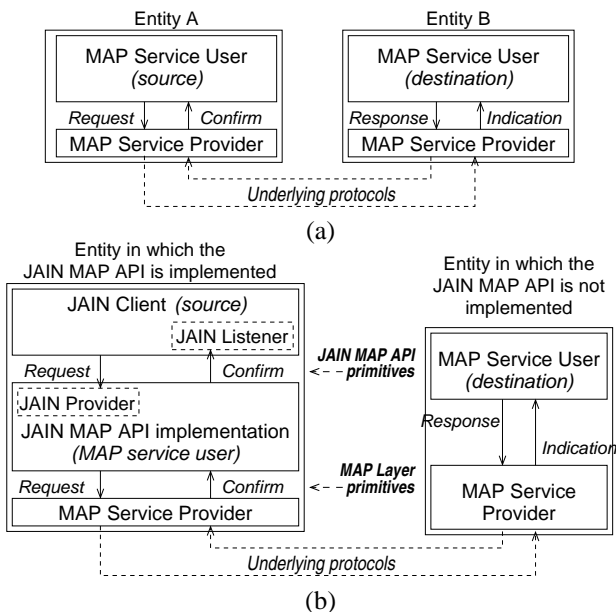 Entity A
MAP Service User
(source)
Request
Confirm
MAP Service Provider
Entity B
MAP Service User
(destination)
Response
Indication
MAP Service Provider
Underlying protocols
(a)
Entity in which the
JAIN MAP API is implemented
JAIN Client (source)
JAIN Listener
Request
Confirm
JAIN MAP API
primitives
JAIN Provider
JAIN MAP API implementation
(MAP service user)
Request
Confirm
MAP Layer
primitives
MAP Service Provider
Entity in which the
JAIN MAP API is not
implemented
MAP Service User
(destination)
Response
Indication
MAP Service
Provider
Underlying protocols
(b)